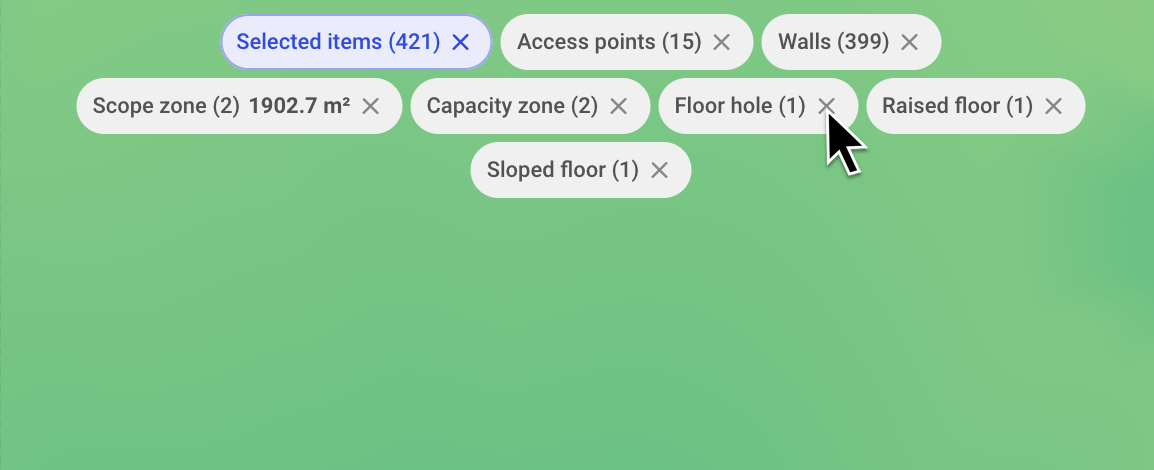 Selected items (421) Access points (15) Walls (399)
Scope zone (2) 1902.7 m² Capacity zone (2) Floor hole (1) Raised floor (1)
Sloped floor (1)